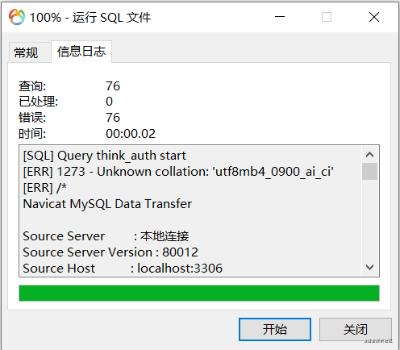 100% - 运行 SQL 文件
常规 信息日志
查询: 76
已处理: 0
错误: 76
时间: 00:00.02
[SQL] Query think_auth start
[ERR] 1273 - Unknown collation: 'utf8mb4_0900_ai_ci'
[ERR] /*
Navicat MySQL Data Transfer
Source Server : 本地连接
Source Server Version : 80012
Source Host : localhost:3306
开始 关闭